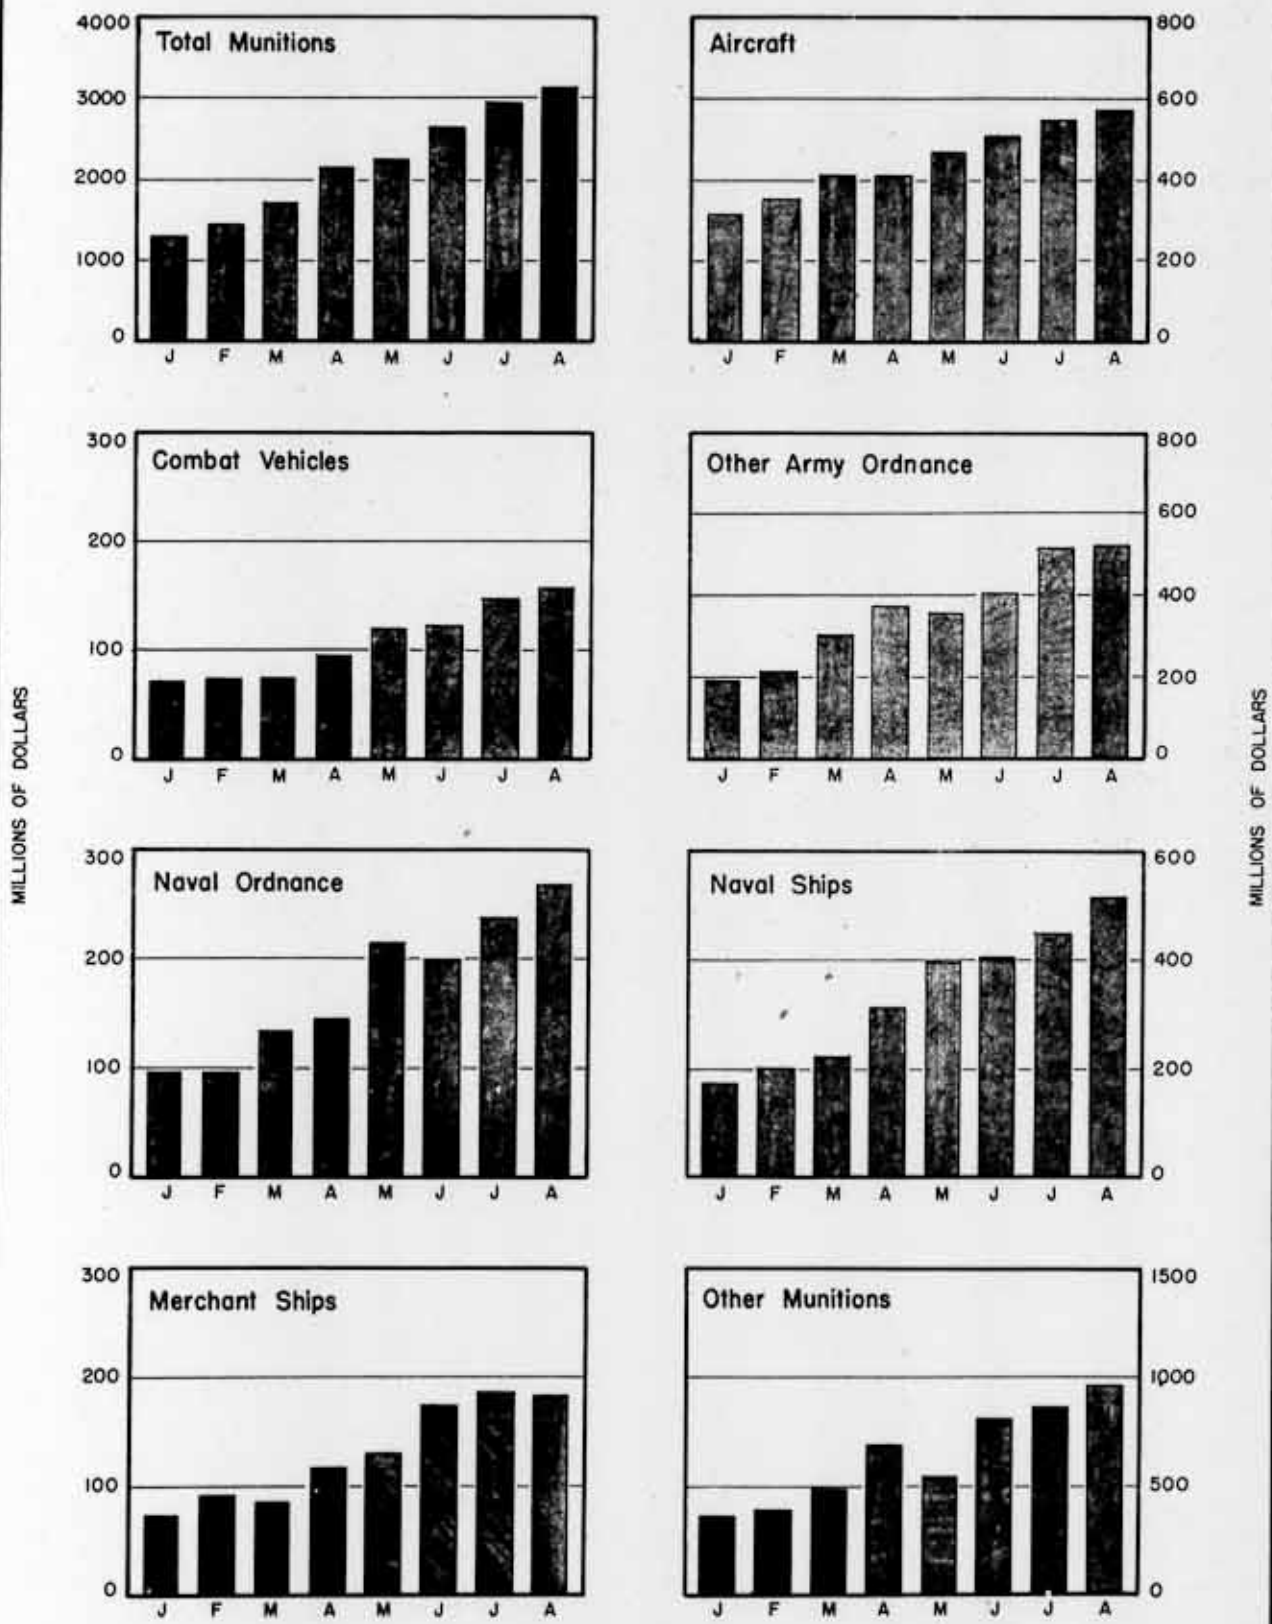 Total Munitions
4000
3000
2000
1000
0
J F M A M J J A
Aircraft
800
600
400
200
0
J F M A M J J A
Combat Vehicles
300
200
100
0
J F M A M J J A
Other Army Ordnance
800
600
400
200
0
J F M A M J J A
MILLIONS OF DOLLARS
MILLIONS OF DOLLARS
Naval Ordnance
300
200
100
0
J F M A M J J A
Naval Ships
600
400
200
0
J F M A M J J A
Merchant Ships
300
200
100
0
J F M A M J J A
Other Munitions
1500
1000
500
0
J F M A M J J A